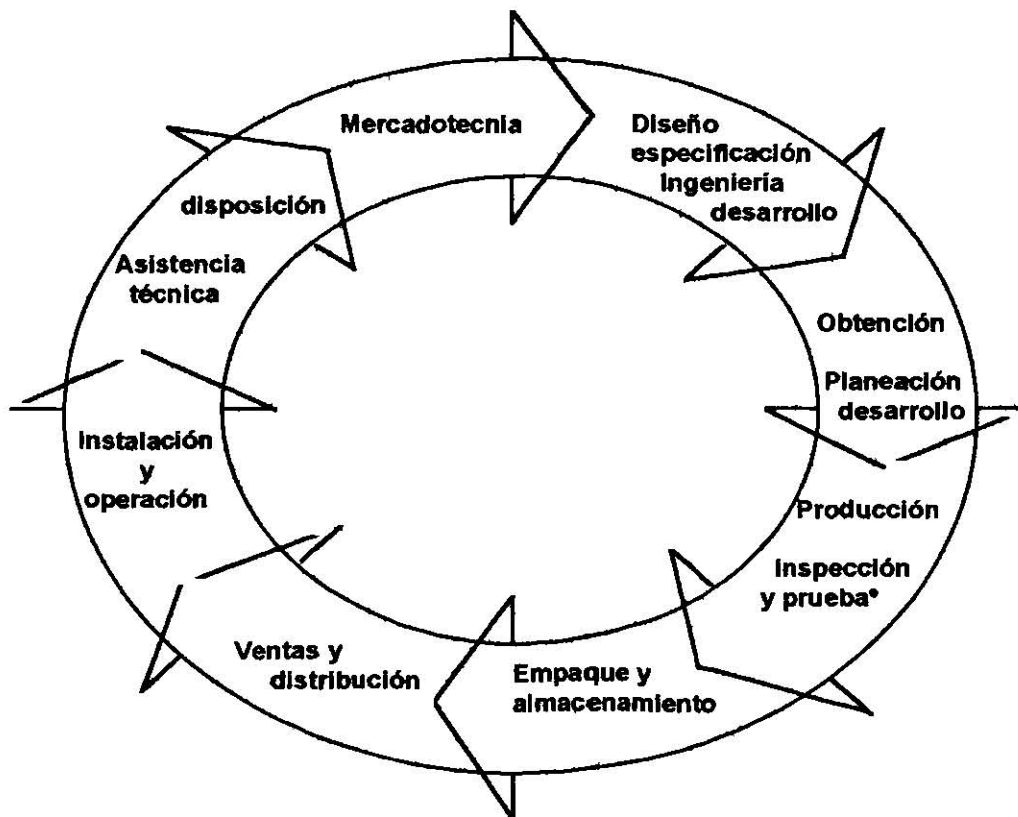 Mercadotecnia
Diseño
especificación
Ingeniería
desarrollo
Obtención
Planeación
desarrollo
Producción
inspección
y prueba°
Empaque y
almacenamiento
Ventas y
distribución
instalación
y
operación
Asistencia
técnica
disposición